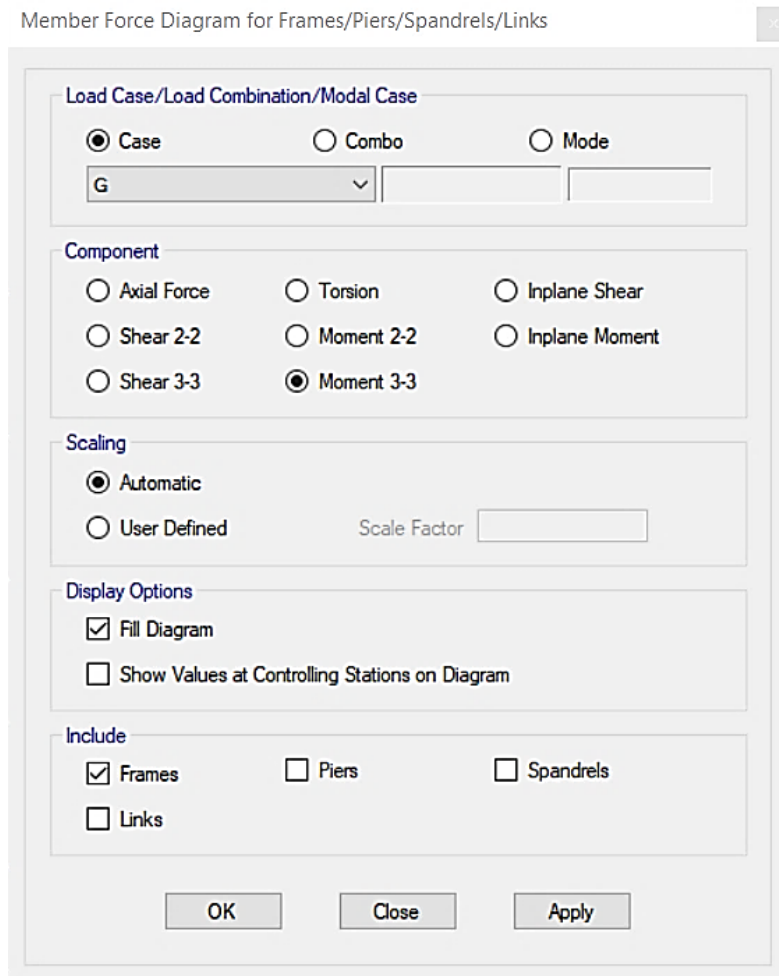 Member Force Diagram for Frames/Piers/Spandrels/Links
Load Case/Load Combination/Modal Case
Case Combo Mode
G
Component
Axial Force Torsion Inplane Shear
Shear 2-2 Moment 2-2 Inplane Moment
Shear 3-3 Moment 3-3
Scaling
Automatic
User Defined Scale Factor
Display Options
Fill Diagram
Show Values at Controlling Stations on Diagram
Include
Frames Piers Spandrels
Links
OK Close Apply